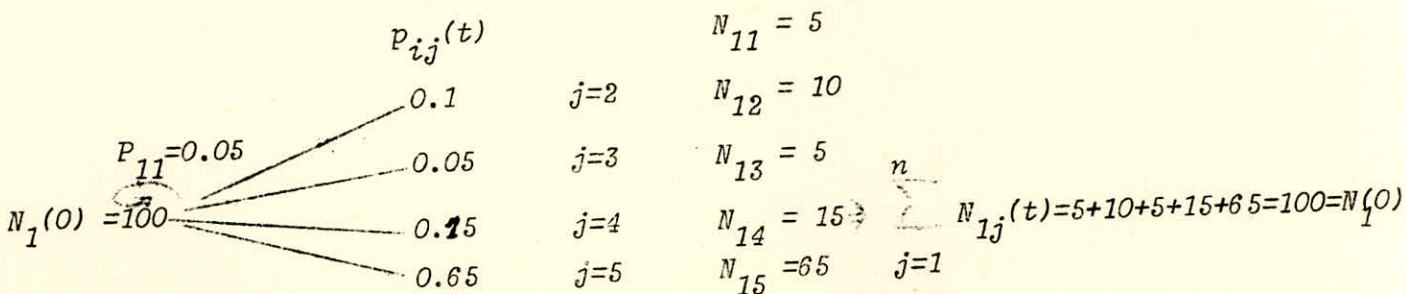 p_ij(t) N_11 = 5
0.1 j=2 N_12 = 10
P_11=0.05
0.05 j=3 N_13 = 5
n
N_1(0) =100 0.15 j=4 N_14 = 15 ⇒ Σ N_1j(t)=5+10+5+15+65=100=N_1(0)
0.65 j=5 N_15 =65 j=1